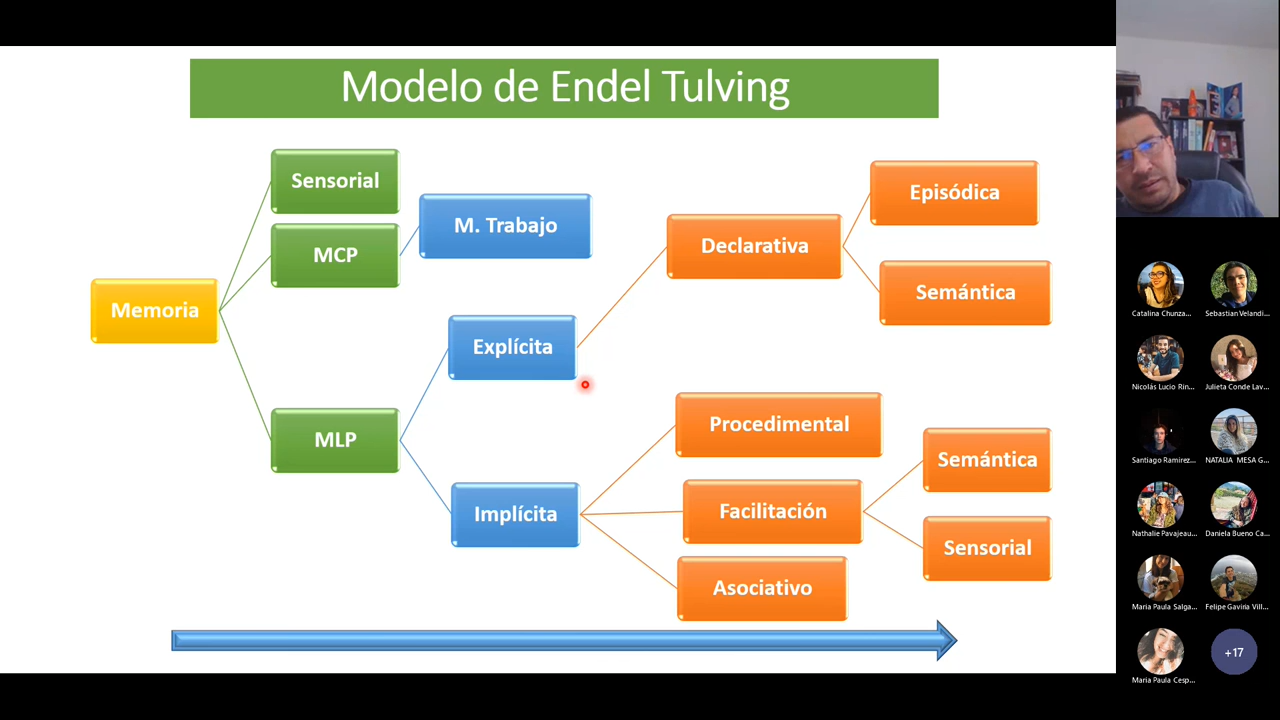 Modelo de Endel Tulving
Memoria
Sensorial
MCP
MLP
M. Trabajo
Explícita
Implícita
Declarativa
Episódica
Semántica
Procedimental
Facilitación
Asociativo
Semántica
Sensorial
Catalina Chunza...
Sebastian Velandi...
Nicolás Lucio Rin...
Julieta Conde Lav...
Santiago Ramirez...
NATALIA MESA G...
Nathalie Pavajeau...
Daniela Bueno Ca...
Maria Paula Salga...
Felipe Gaviria Vill...
Maria Paula Cesp...
+17